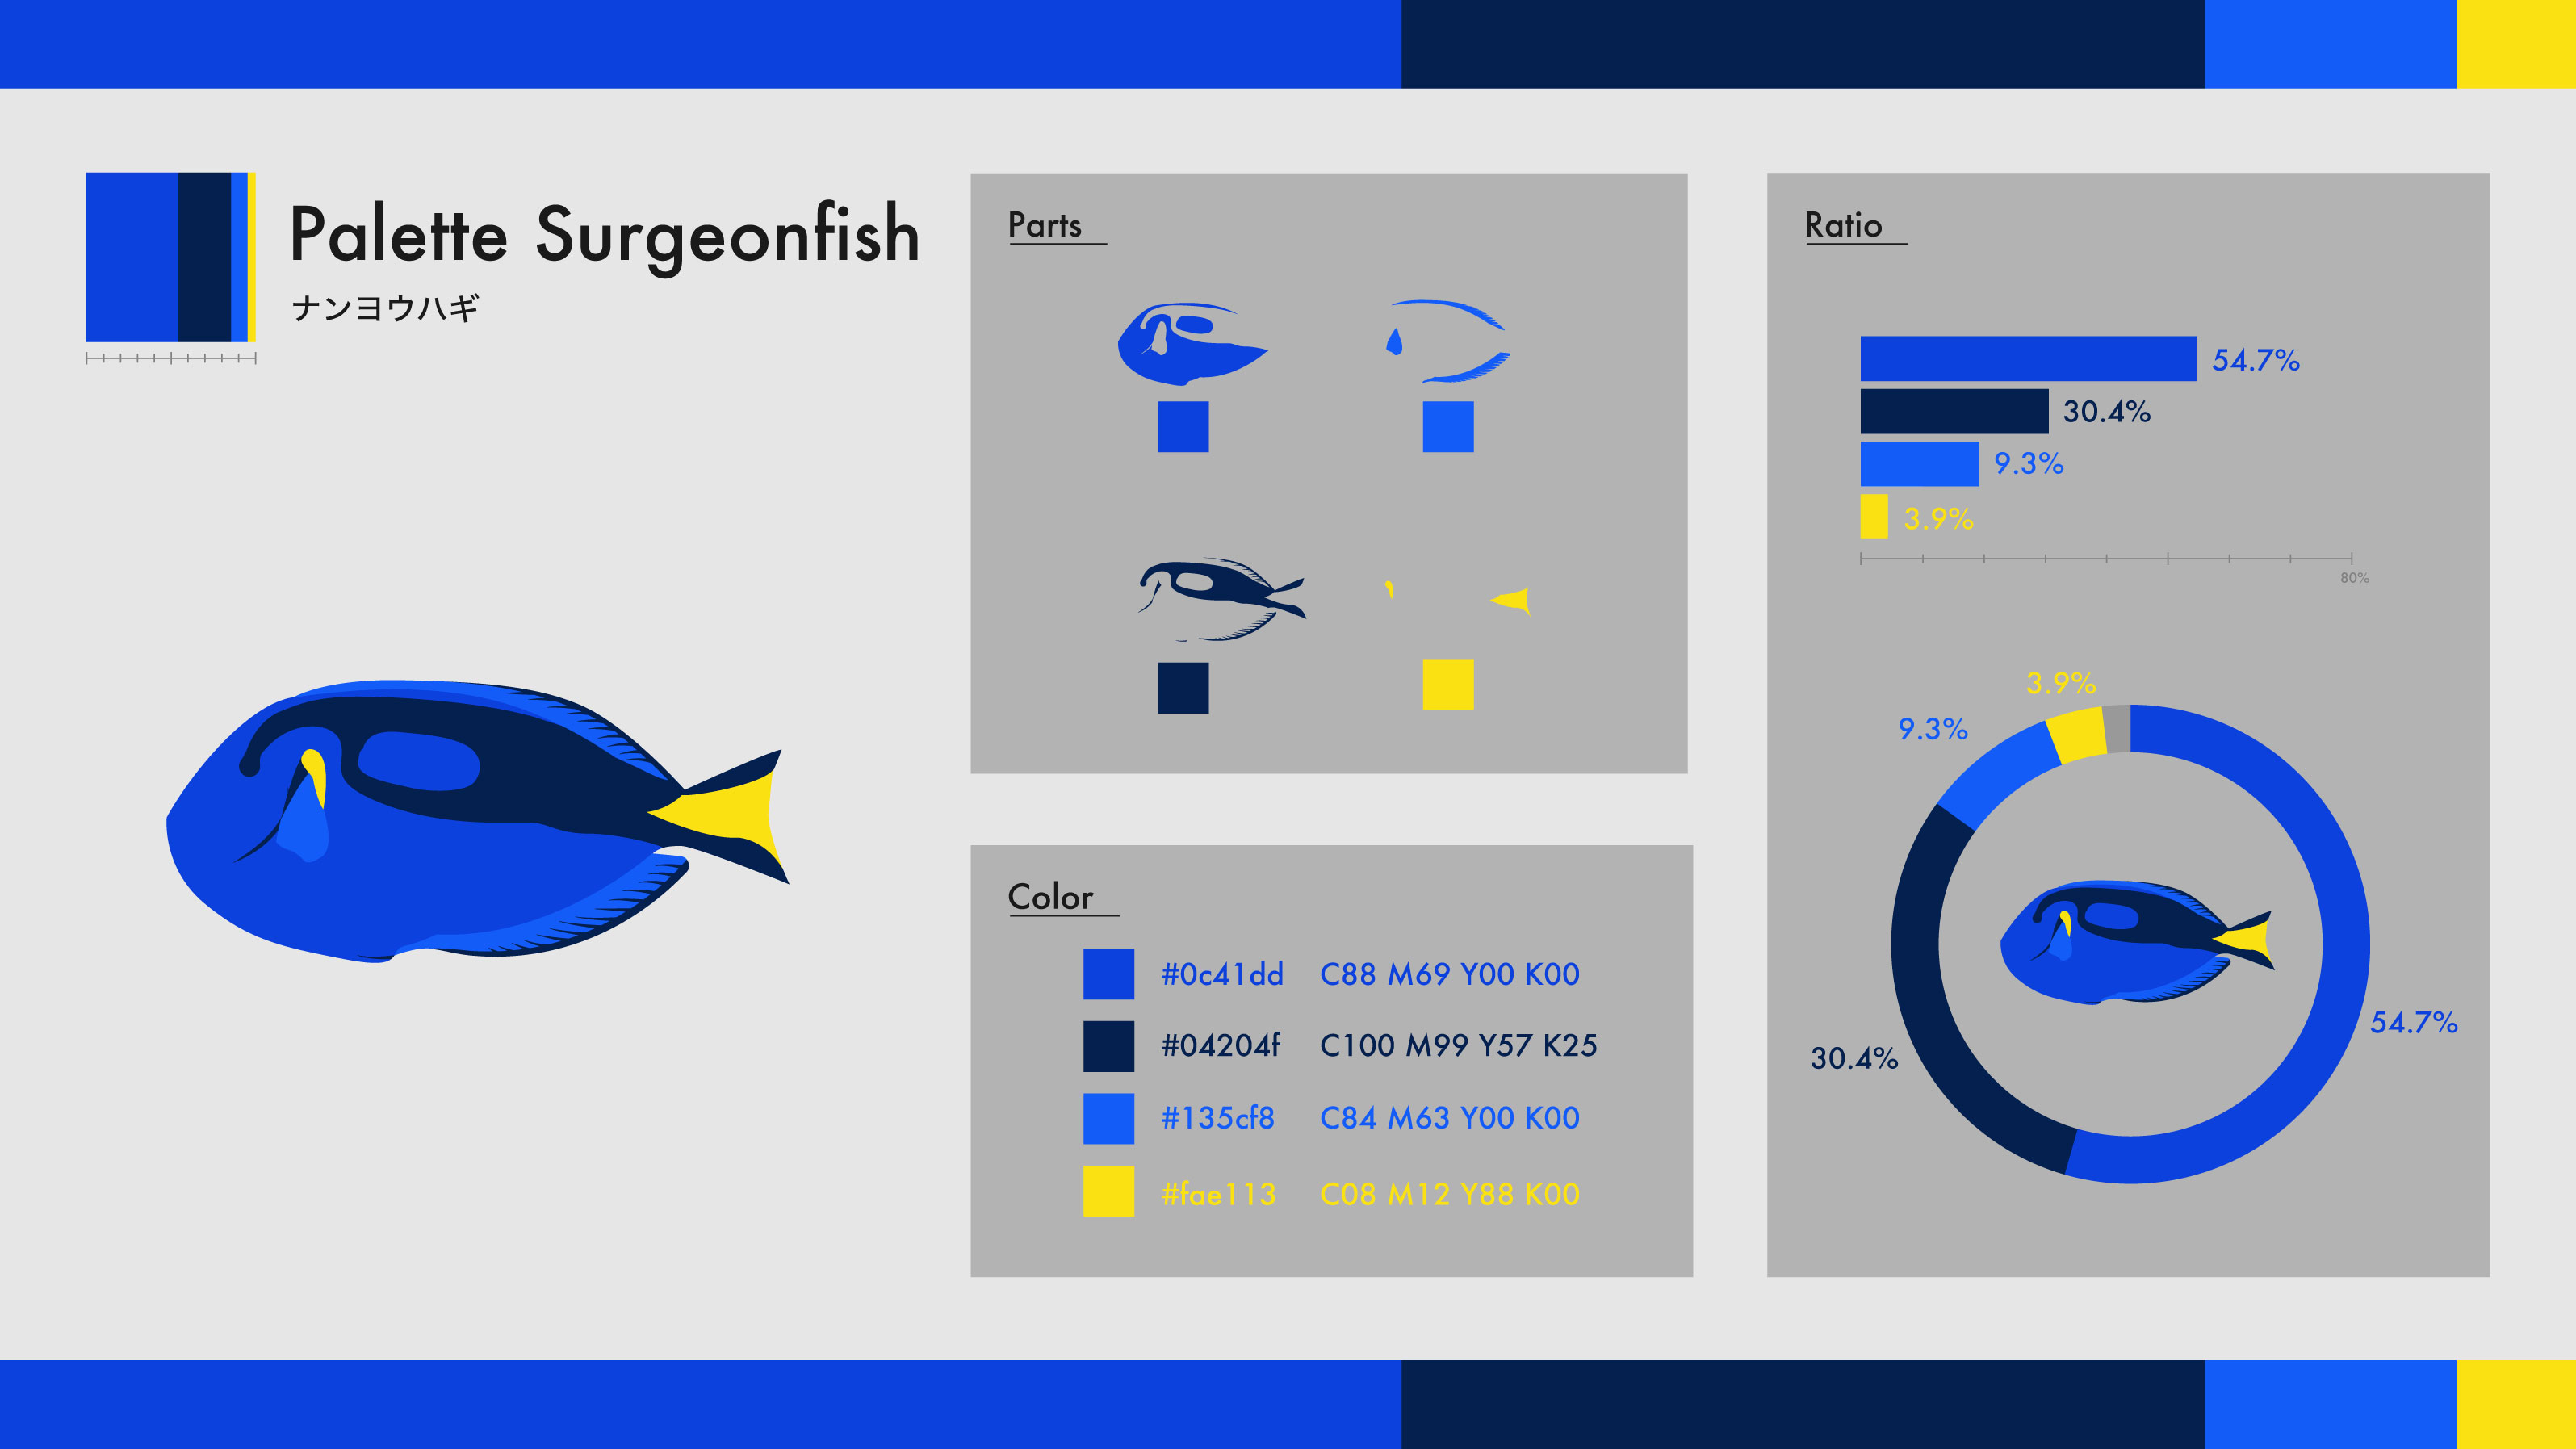 Palette Surgeonfish
ナンヨウハギ
Parts
Color
#0c41dd C88 M69 Y00 K00
#04204f C100 M99 Y57 K25
#135cf8 C84 M63 Y00 K00
#fae113 C08 M12 Y88 K00
Ratio
54.7%
30.4%
9.3%
3.9%
80%
3.9%
9.3%
54.7%
30.4%